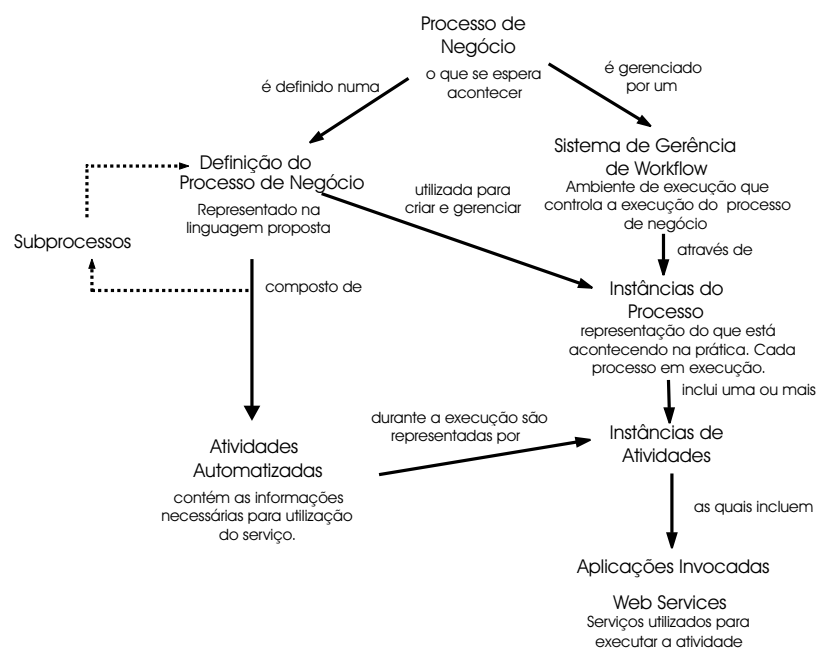 Processo de
Negócio
o que se espera
acontecer
é definido numa
é gerenciado
por um
Definição do
Processo de Negócio
Representado na
linguagem proposta
Sistema de Gerência
de Workflow
Ambiente de execução que
controla a execução do processo
de negócio
utilizada para
criar e gerenciar
Subprocessos
através de
composto de
Instâncias do
Processo
representação do que está
acontecendo na prática. Cada
processo em execução.
inclui uma ou mais
durante a execução são
representadas por
Instâncias de
Atividades
Atividades
Automatizadas
contém as informações
necessárias para utilização
do serviço.
as quais incluem
Aplicações Invocadas
Web Services
Serviços utilizados para
executar a atividade